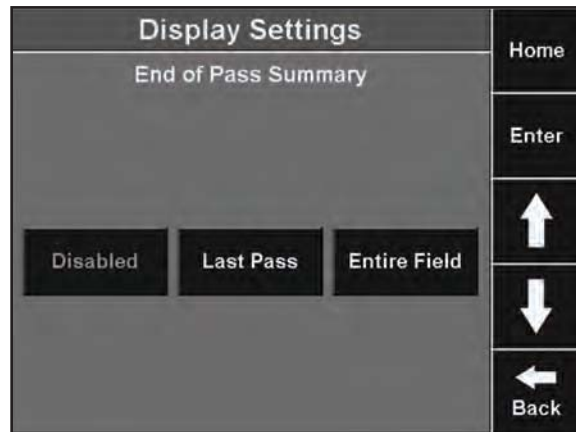 Display Settings
End of Pass Summary
Disabled
Last Pass
Entire Field
Home
Enter
Back